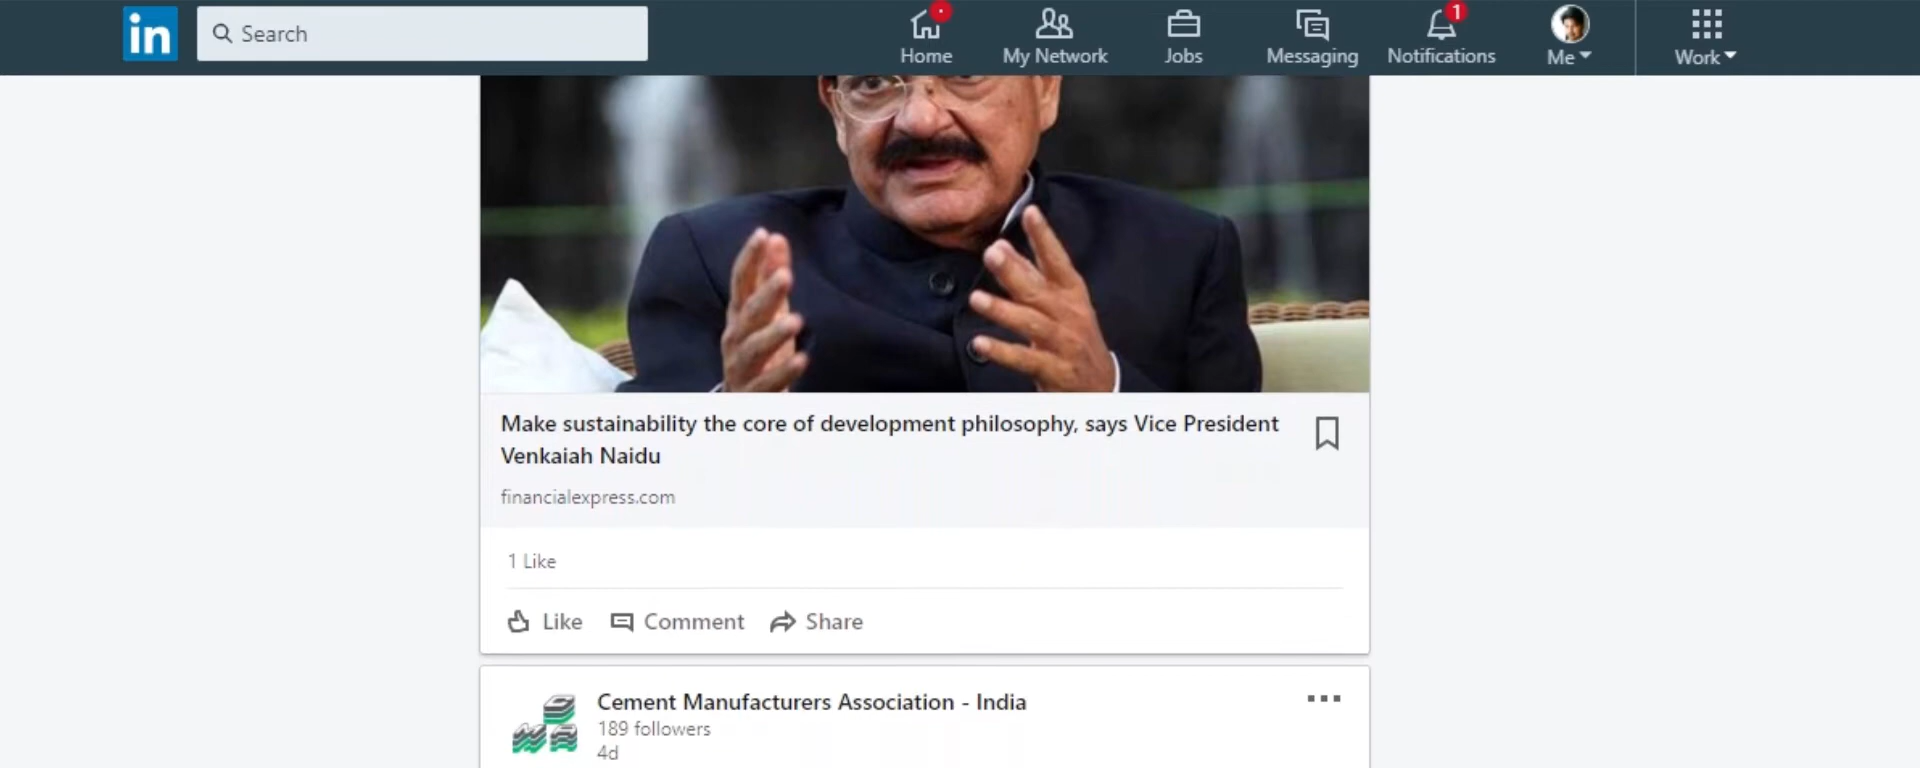 in
Search
Home
My Network
Jobs
Messaging
1
Notifications
Me
Work
Make sustainability the core of development philosophy, says Vice President
Venkaiah Naidu
financialexpress.com
1 Like
Like
Comment
Share
Cement Manufacturers Association - India
189 followers
4d